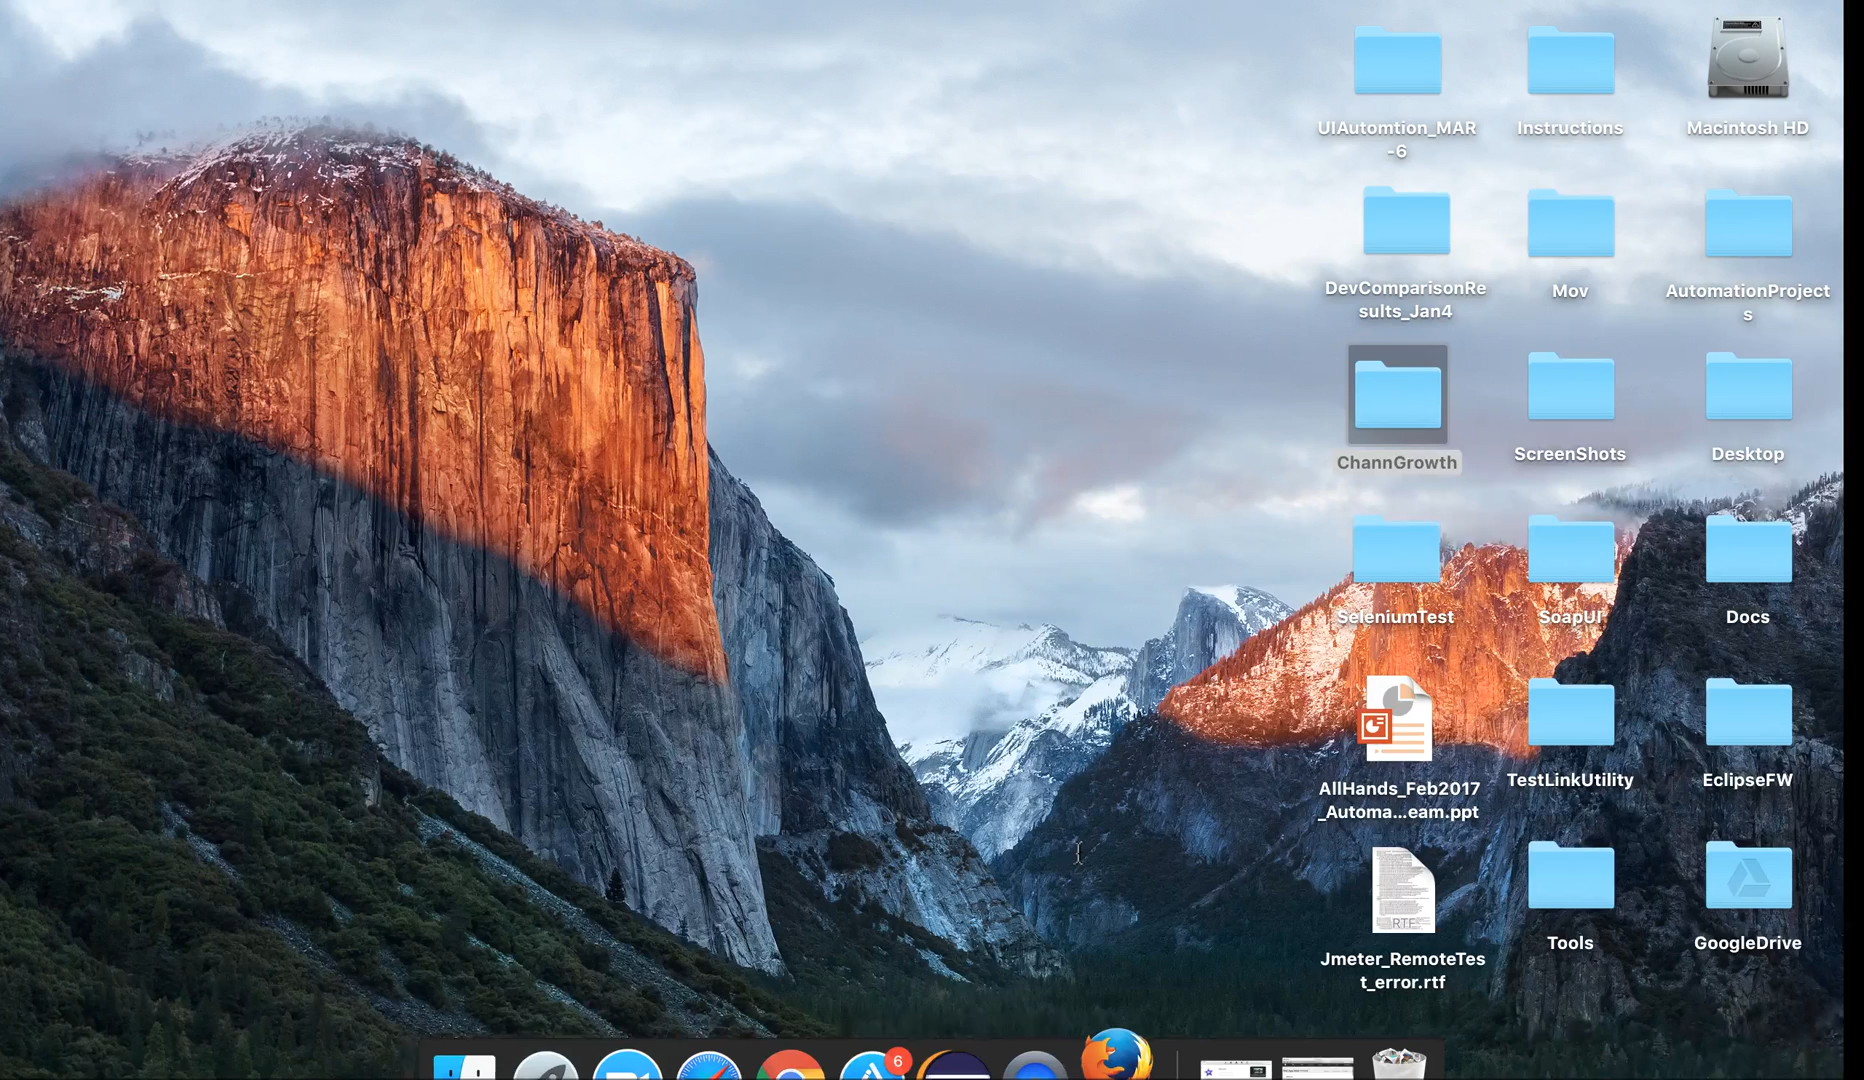 UIAutomtion_MAR
-6
Instructions
Macintosh HD
DevComparisonRe
sults_Jan4
Mov
AutomationProject
s
ChannGrowth
ScreenShots
Desktop
SeleniumTest
SoapUI
Docs
AllHands_Feb2017
_Automa...eam.ppt
TestLinkUtility
EclipseFW
RTF
Jmeter_RemoteTes
t_error.rtf
Tools
GoogleDrive
6